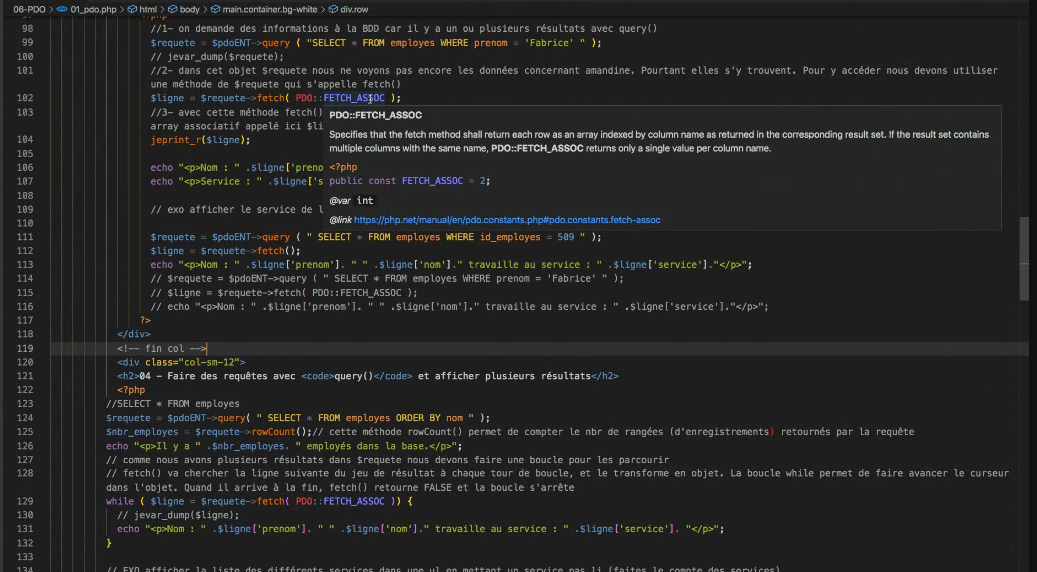 06-PDO > 01_pdo.php > html > body > main.container.bg-white > div.row
98 //1- on demande des informations à la BDD car il y a un ou plusieurs résultats avec query()
99 $requete = $pdoENT->query ( "SELECT * FROM employes WHERE prenom = 'Fabrice' " );
100 // jevar_dump($requete);
101 //2- dans cet objet $requete nous ne voyons pas encore les données concernant amandine. Pourtant elles s'y trouvent. Pour y accéder nous devons utiliser
une méthode de $requete qui s'appelle fetch()
102 $ligne = $requete->fetch( PDO::FETCH_ASSOC );
103 //3- avec cette méthode fetch()
array associatif appelé ici $li
104 jeprint_r($ligne);
105
106 echo "<p>Nom : " .$ligne['preno
107 echo "<p>Service : " .$ligne['s
108
109 // exo afficher le service de l
110
PDO::FETCH_ASSOC
Specifies that the fetch method shall return each row as an array indexed by column name as returned in the corresponding result set. If the result set contains
multiple columns with the same name, PDO::FETCH_ASSOC returns only a single value per column name.
<?php
public const FETCH_ASSOC = 2;
@var int
@link https://php.net/manual/en/pdo.constants.php#pdo.constants.fetch-assoc
111 $requete = $pdoENT->query ( " SELECT * FROM employes WHERE id_employes = 509 " );
112 $ligne = $requete->fetch();
113 echo "<p>Nom : " .$ligne['prenom']. " " .$ligne['nom']." travaille au service : " .$ligne['service']."</p>";
114 // $requete = $pdoENT->query ( " SELECT * FROM employes WHERE prenom = 'Fabrice' " );
115 // $ligne = $requete->fetch( PDO::FETCH_ASSOC );
116 // echo "<p>Nom : " .$ligne['prenom']. " " .$ligne['nom']." travaille au service : " .$ligne['service']."</p>";
117 ?>
118 </div>
119 <!-- fin col -->
120 <div class="col-sm-12">
121 <h2>04 - Faire des requêtes avec <code>query()</code> et afficher plusieurs résultats</h2>
122 <?php
123 //SELECT * FROM employes
124 $requete = $pdoENT->query( " SELECT * FROM employes ORDER BY nom " );
125 $nbr_employes = $requete->rowCount();// cette méthode rowCount() permet de compter le nbr de rangées (d'enregistrements) retournés par la requête
126 echo "<p>Il y a " .$nbr_employes. " employés dans la base.</p>";
127 // comme nous avons plusieurs résultats dans $requete nous devons faire une boucle pour les parcourir
128 // fetch() va chercher la ligne suivante du jeu de résultat à chaque tour de boucle, et le transforme en objet. La boucle while permet de faire avancer le curseur
dans l'objet. Quand il arrive à la fin, fetch() retourne FALSE et la boucle s'arrête
129 while ( $ligne = $requete->fetch( PDO::FETCH_ASSOC )) {
130 // jevar_dump($ligne);
131 echo "<p>Nom : " .$ligne['prenom']. " " .$ligne['nom']." travaille au service : " .$ligne['service']. "</p>";
132 }
133
// EXO afficher la liste des différents services dans une ul en mettant un service pas li (faites le compte des services)